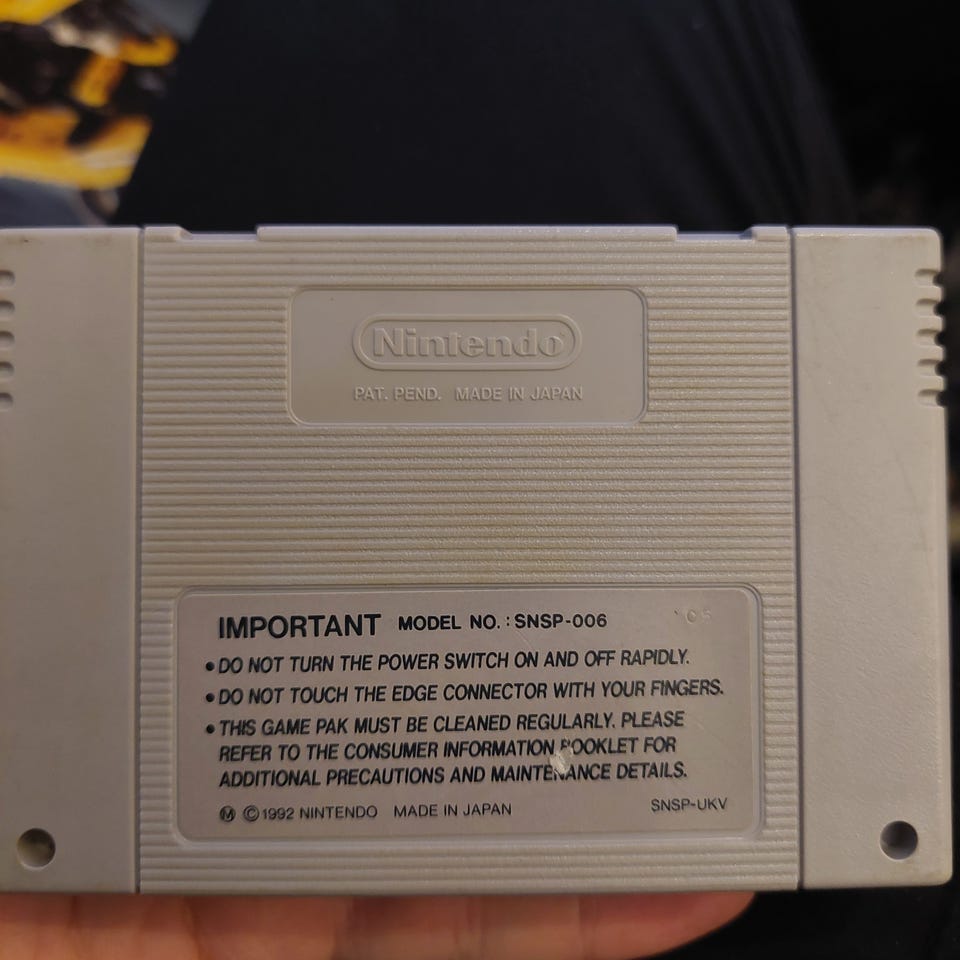 Nintendo
PAT. PEND. MADE IN JAPAN
IMPORTANT MODEL NO.: SNSP-006
• DO NOT TURN THE POWER SWITCH ON AND OFF RAPIDLY.
• DO NOT TOUCH THE EDGE CONNECTOR WITH YOUR FINGERS.
• THIS GAME PAK MUST BE CLEANED REGULARLY. PLEASE
REFER TO THE CONSUMER INFORMATION BOOKLET FOR
ADDITIONAL PRECAUTIONS AND MAINTENANCE DETAILS.
Ⓜ ©1992 NINTENDO MADE IN JAPAN SNSP-UKV